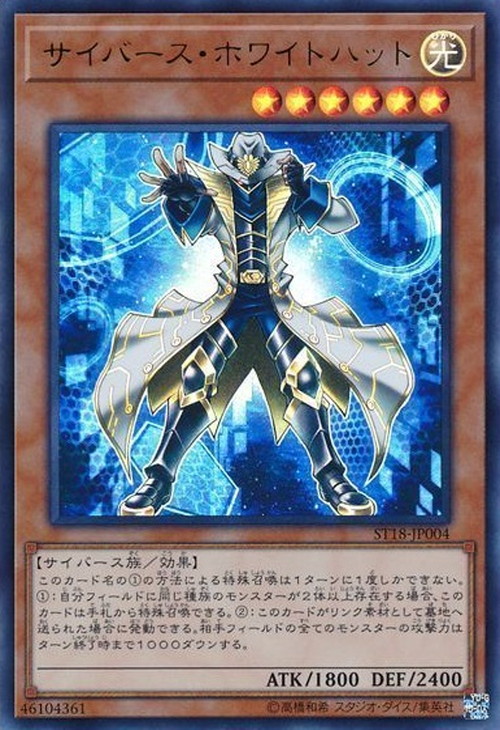 サイバース・ホワイトハット
光
ST18-JP004
【サイバース族／効果】
このカード名の①の方法による特殊召喚は１ターンに１度しかできない。
①：自分フィールドに同じ種族のモンスターが２体以上存在する場合、この
カードは手札から特殊召喚できる。②：このカードがリンク素材として墓地へ
送られた場合に発動できる。相手フィールドの全てのモンスターの攻撃力は
ターン終了時まで１０００ダウンする。
ATK/1800 DEF/2400
46104361
©高橋和希 スタジオ・ダイス/集英社